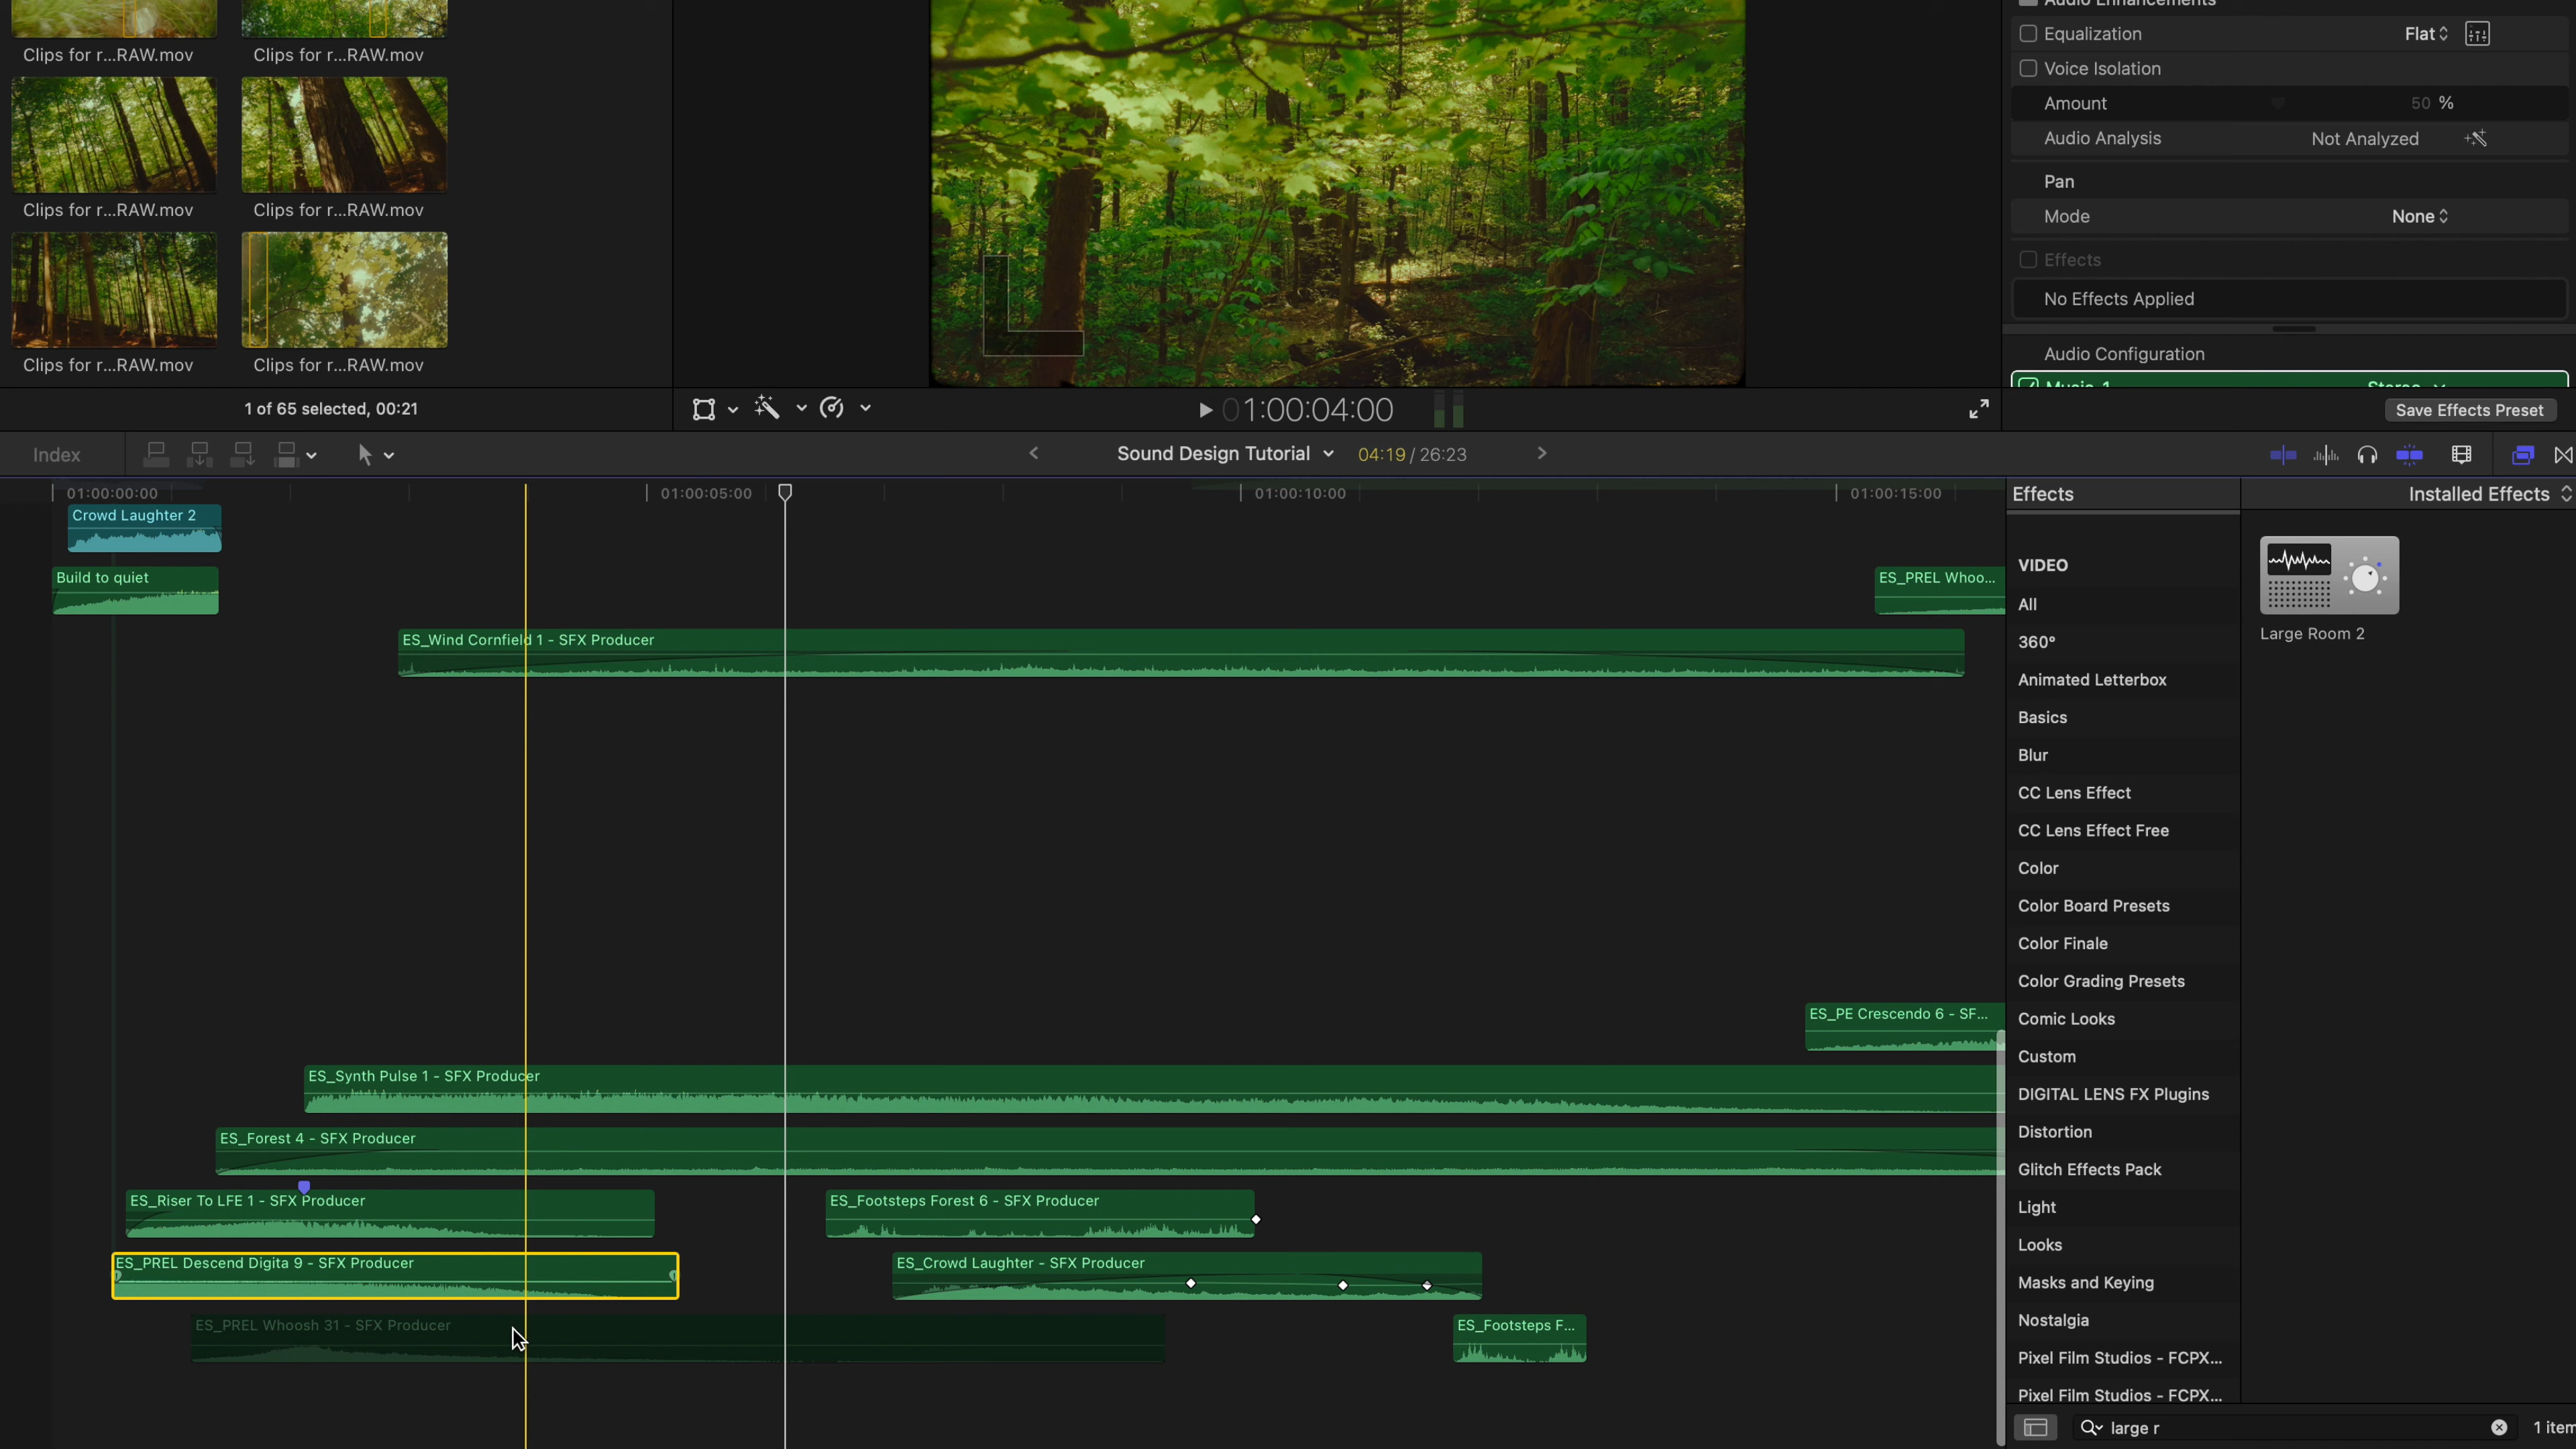 Audio Enhancements
Clips for r...RAW.mov
Clips for r...RAW.mov
Equalization
Flat
Voice Isolation
Amount
50 %
Audio Analysis
Not Analyzed
Pan
Clips for r...RAW.mov
Clips for r...RAW.mov
Mode
None
Effects
No Effects Applied
Audio Configuration
Clips for r...RAW.mov
Clips for r...RAW.mov
Music-1
Stereo
1 of 65 selected, 00:21
01:00:04:00
Save Effects Preset
Index
Sound Design Tutorial
04:19 / 26:23
01:00:00:00
01:00:05:00
01:00:10:00
01:00:15:00
Effects
Installed Effects
Crowd Laughter 2
Build to quiet
ES_PREL Whoo...
ES_Wind Cornfield 1 - SFX Producer
ES_PE Crescendo 6 - SF...
ES_Synth Pulse 1 - SFX Producer
ES_Forest 4 - SFX Producer
ES_Riser To LFE 1 - SFX Producer
ES_Footsteps Forest 6 - SFX Producer
ES_PREL Descend Digita 9 - SFX Producer
ES_Crowd Laughter - SFX Producer
ES_PREL Whoosh 31 - SFX Producer
ES_Footsteps F...
VIDEO
All
360°
Animated Letterbox
Basics
Blur
CC Lens Effect
CC Lens Effect Free
Color
Color Board Presets
Color Finale
Color Grading Presets
Comic Looks
Custom
DIGITAL LENS FX Plugins
Distortion
Glitch Effects Pack
Light
Looks
Masks and Keying
Nostalgia
Pixel Film Studios - FCPX...
Pixel Film Studios - FCPX...
Large Room 2
large r
1 item